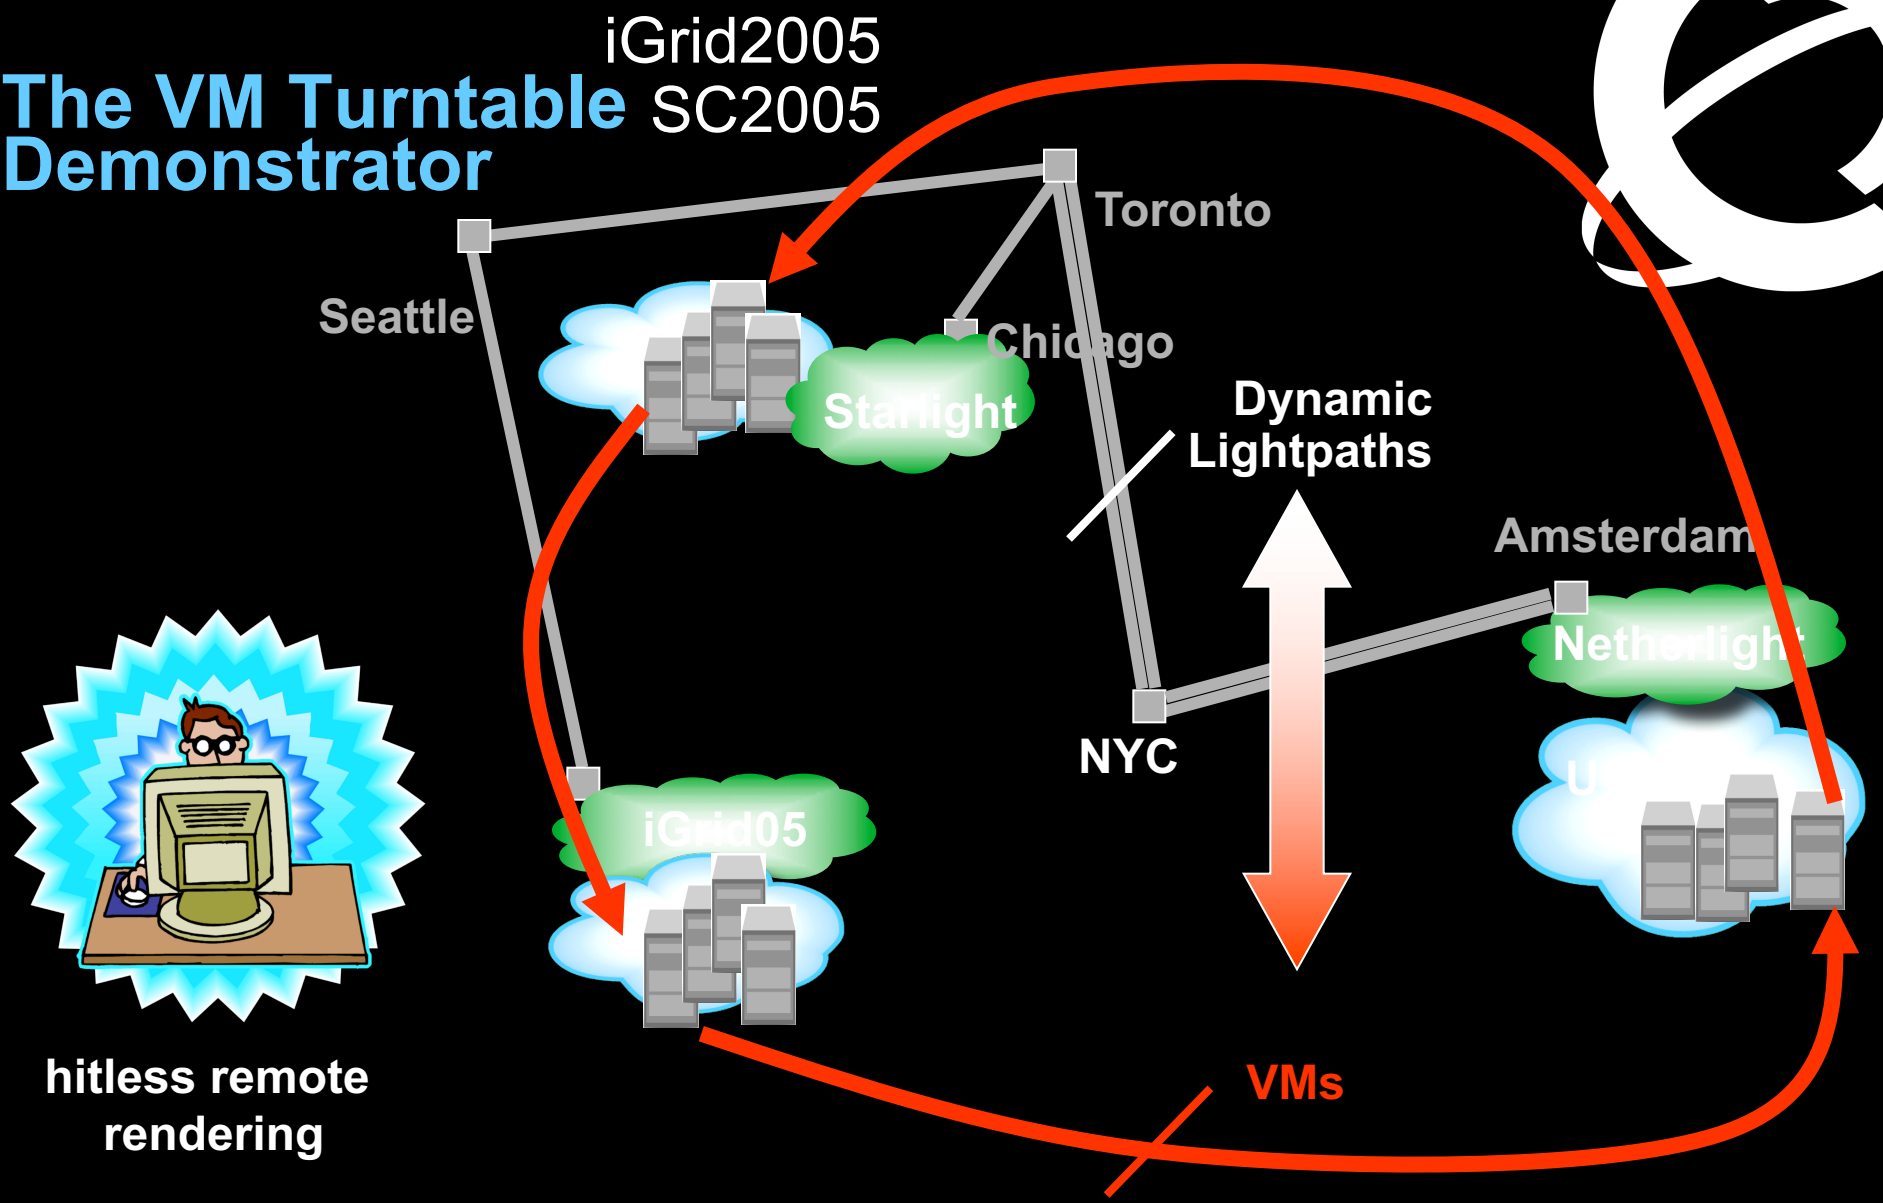 iGrid2005
The VM Turntable SC2005
Demonstrator
Toronto
Seattle
Chicago
Starlight
Dynamic
Lightpaths
Amsterdam
Netherlight
NYC
iGrid05
hitless remote
rendering
VMs